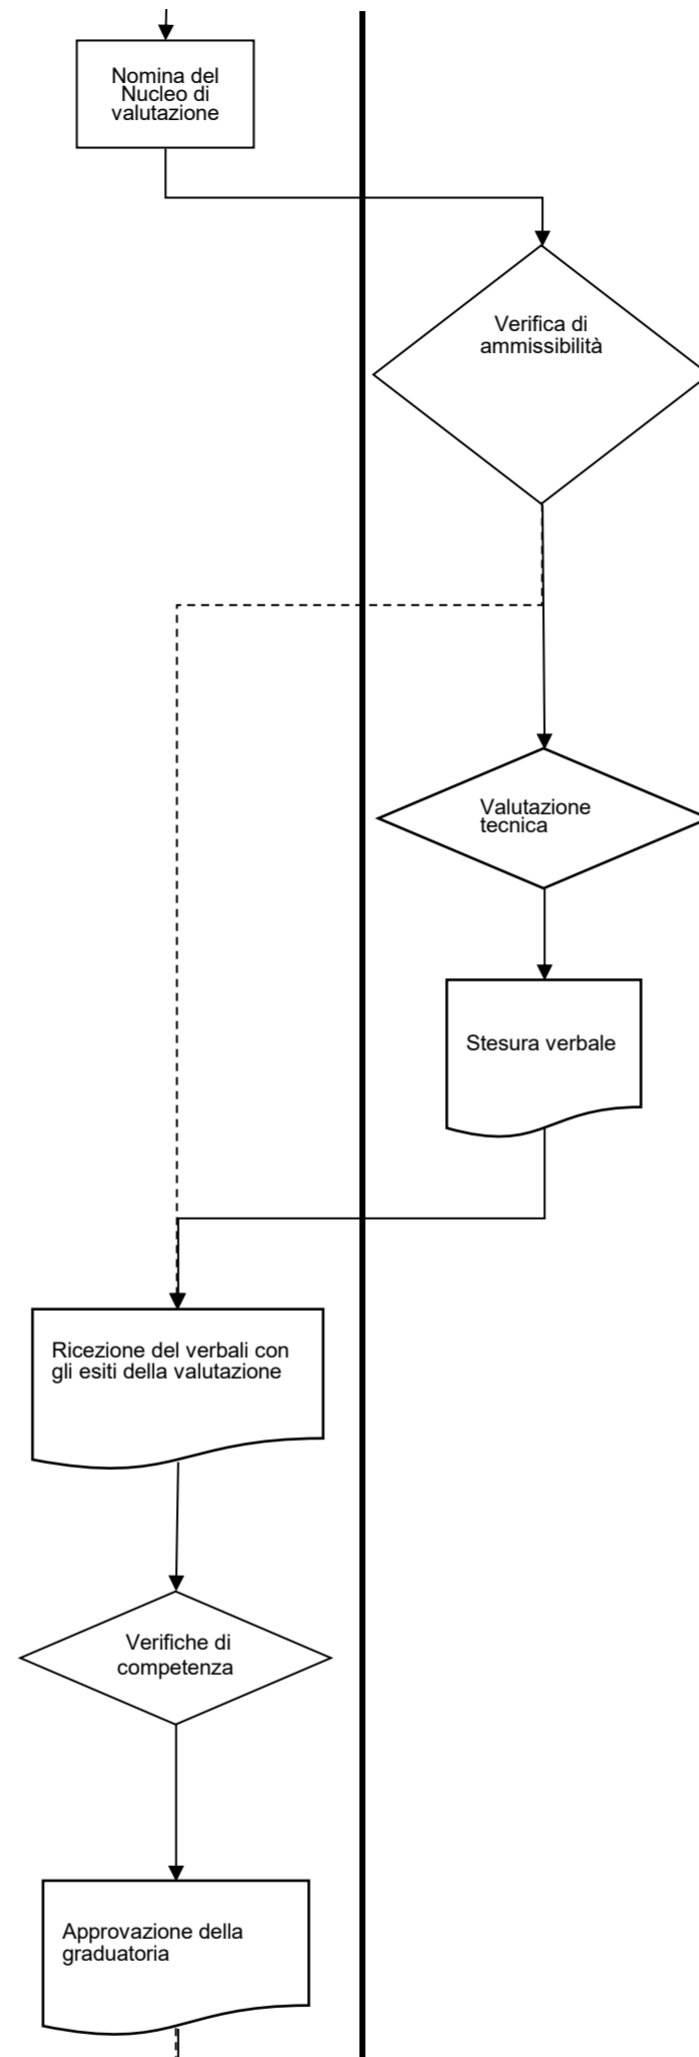 Nomina del
Nucleo di
valutazione
Verifica di
ammissibilità
Valutazione
tecnica
Stesura verbale
Ricezione del verbali con
gli esiti della valutazione
Verifiche di
competenza
Approvazione della
graduatoria